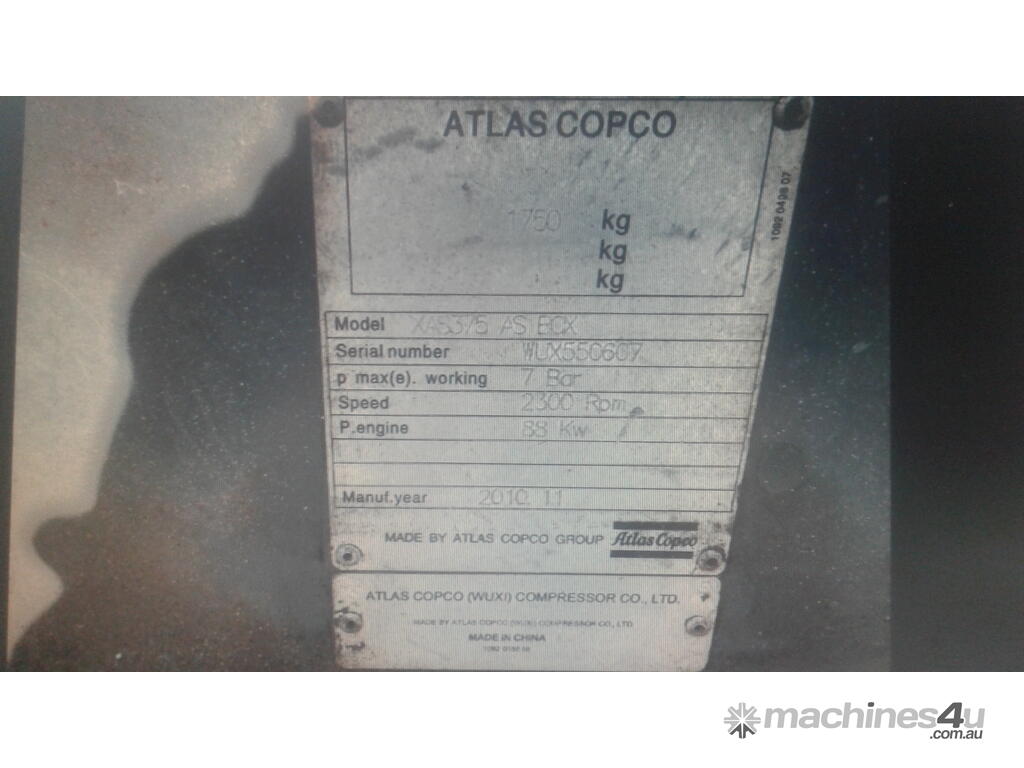 ATLAS COPCO
1750 kg
kg
kg
1092 0498 07
Model XAS375 AS ECX
Serial number WUX550607
p max(e). working 7 Bar
Speed 2300 Rpm
P.engine 88 Kw
Manuf.year 2010.11
MADE BY ATLAS COPCO GROUP Atlas Copco
ATLAS COPCO (WUXI) COMPRESSOR CO., LTD.
MADE BY ATLAS COPCO (WUXI) COMPRESSOR CO., LTD
MADE IN CHINA
machines4u
.com.au